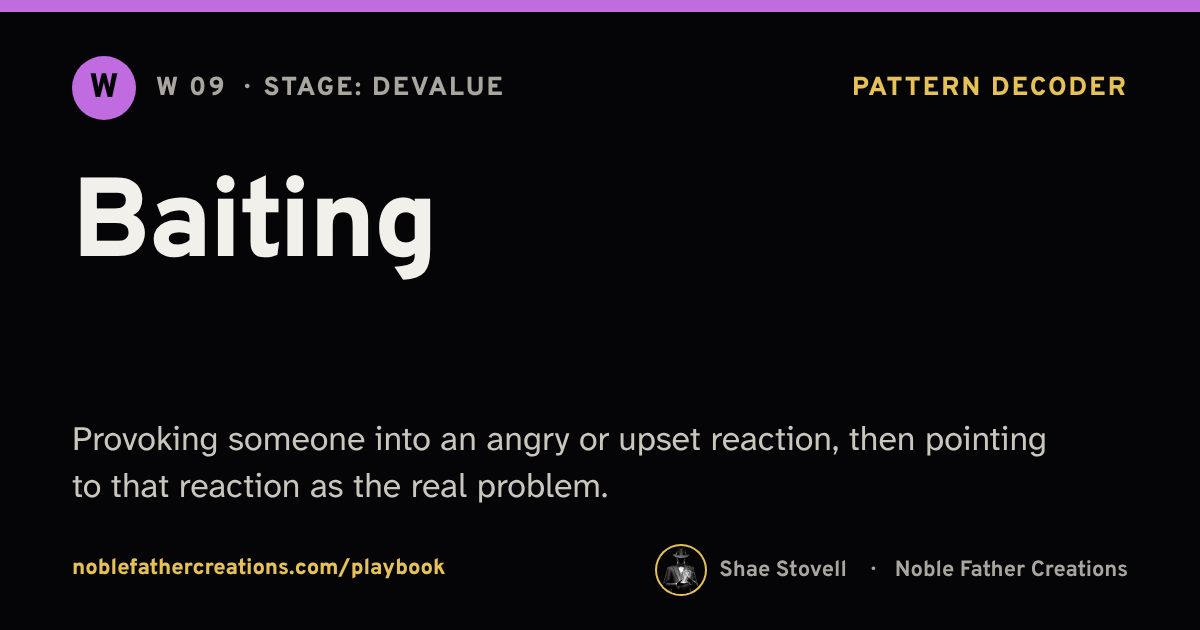 W
W 09 · STAGE: DEVALUE
PATTERN DECODER
Baiting
Provoking someone into an angry or upset reaction, then pointing
to that reaction as the real problem.
noblefathercreations.com/playbook
Shae Stovell · Noble Father Creations